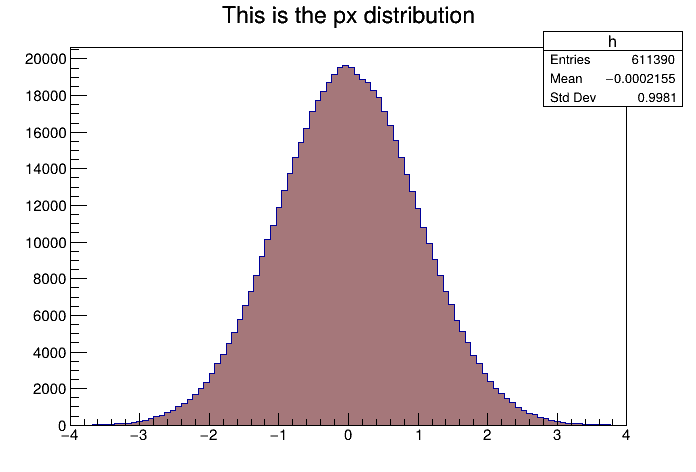 This is the px distribution
h
Entries 611390
Mean −0.0002155
Std Dev 0.9981
20000
18000
16000
14000
12000
10000
8000
6000
4000
2000
0
−4 −3 −2 −1 0 1 2 3 4